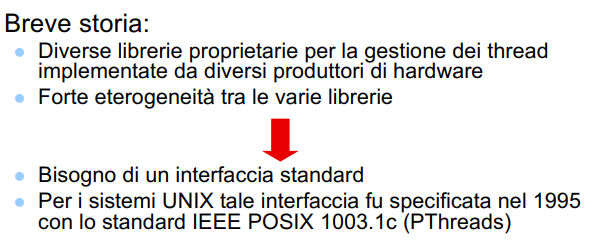 Breve storia:
Diverse librerie proprietarie per la gestione dei thread
implementate da diversi produttori di hardware
Forte eterogeneità tra le varie librerie
Bisogno di un interfaccia standard
Per i sistemi UNIX tale interfaccia fu specificata nel 1995
con lo standard IEEE POSIX 1003.1c (PThreads)